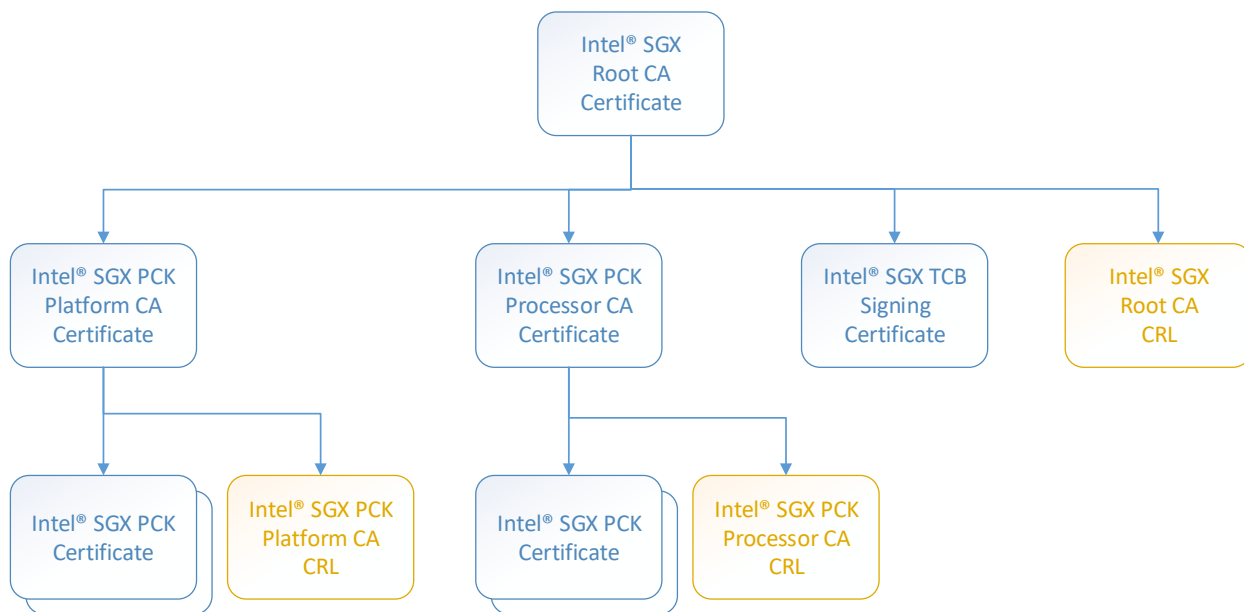 Intel® SGX
Root CA
Certificate
Intel® SGX PCK
Platform CA
Certificate
Intel® SGX PCK
Processor CA
Certificate
Intel® SGX TCB
Signing
Certificate
Intel® SGX
Root CA
CRL
Intel® SGX PCK
Certificate
Intel® SGX PCK
Platform CA
CRL
Intel® SGX PCK
Certificate
Intel® SGX PCK
Processor CA
CRL